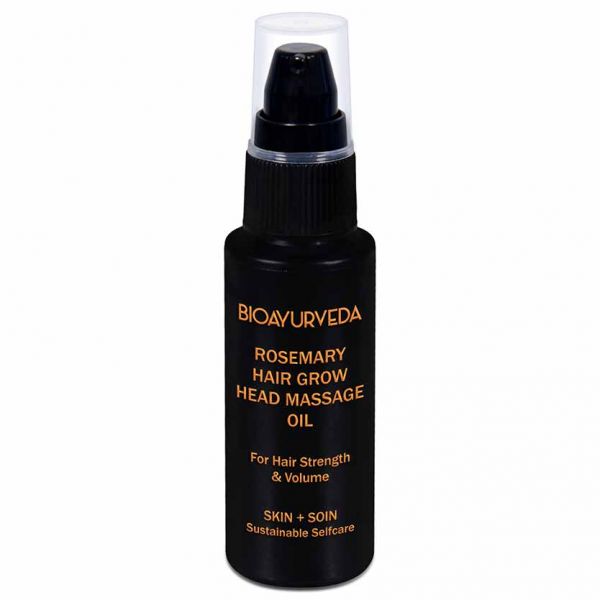 BIOAYURVEDA
ROSEMARY
HAIR GROW
HEAD MASSAGE
OIL
For Hair Strength
& Volume
SKIN + SOIN
Sustainable Selfcare